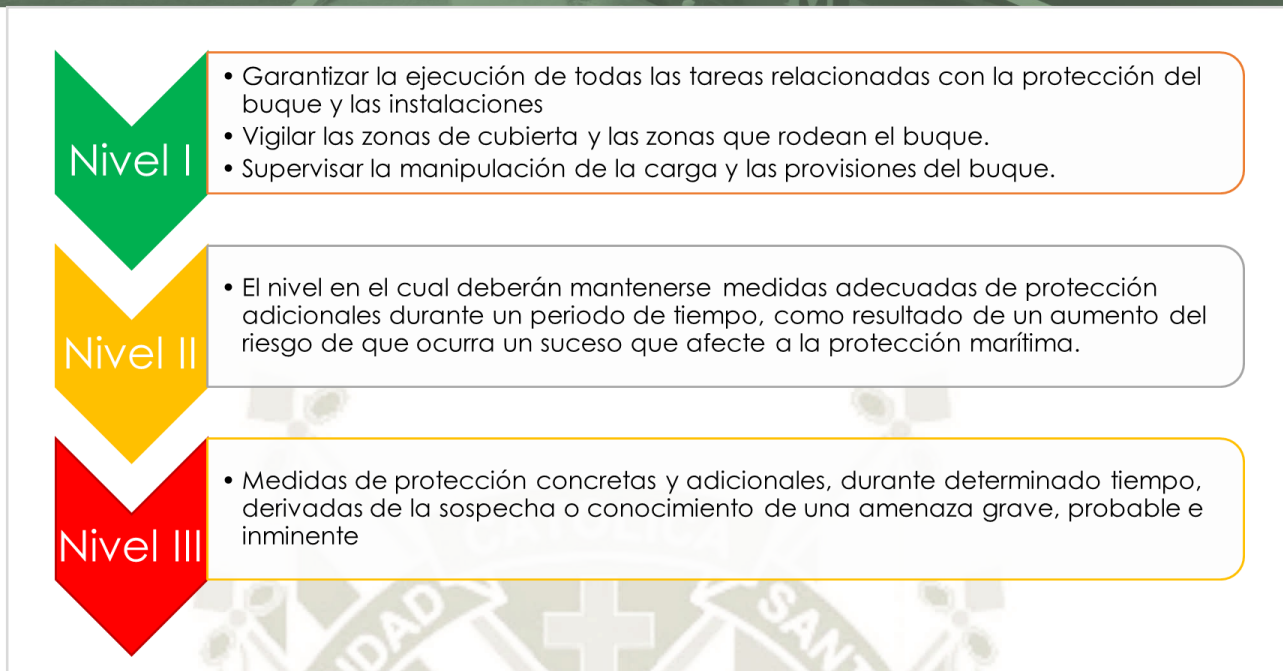 Nivel I
• Garantizar la ejecución de todas las tareas relacionadas con la protección del
buque y las instalaciones
• Vigilar las zonas de cubierta y las zonas que rodean el buque.
• Supervisar la manipulación de la carga y las provisiones del buque.
Nivel II
• El nivel en el cual deberán mantenerse medidas adecuadas de protección
adicionales durante un periodo de tiempo, como resultado de un aumento del
riesgo de que ocurra un suceso que afecte a la protección marítima.
Nivel III
• Medidas de protección concretas y adicionales, durante determinado tiempo,
derivadas de la sospecha o conocimiento de una amenaza grave, probable e
inminente
CATOLICA